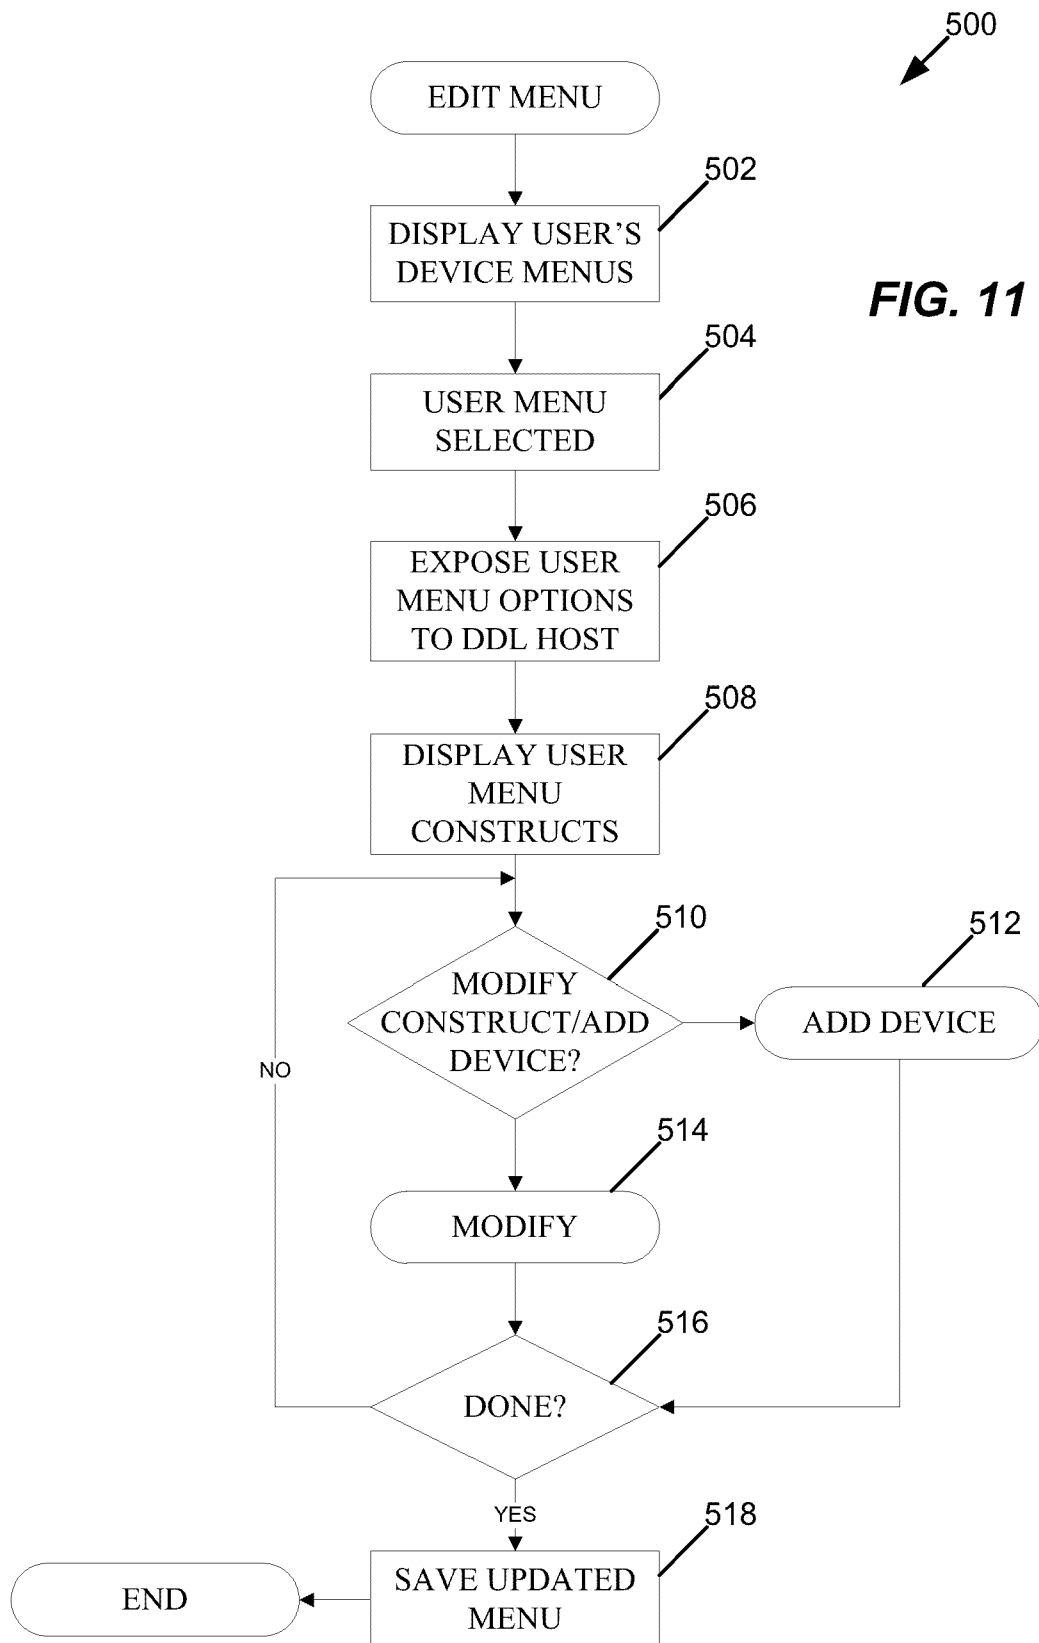 500
EDIT MENU
502
DISPLAY USER'S
DEVICE MENUS
FIG. 11
504
USER MENU
SELECTED
506
EXPOSE USER
MENU OPTIONS
TO DDL HOST
508
DISPLAY USER
MENU
CONSTRUCTS
510
512
MODIFY
CONSTRUCT/ADD
DEVICE?
ADD DEVICE
NO
514
MODIFY
516
DONE?
YES
518
SAVE UPDATED
MENU
END